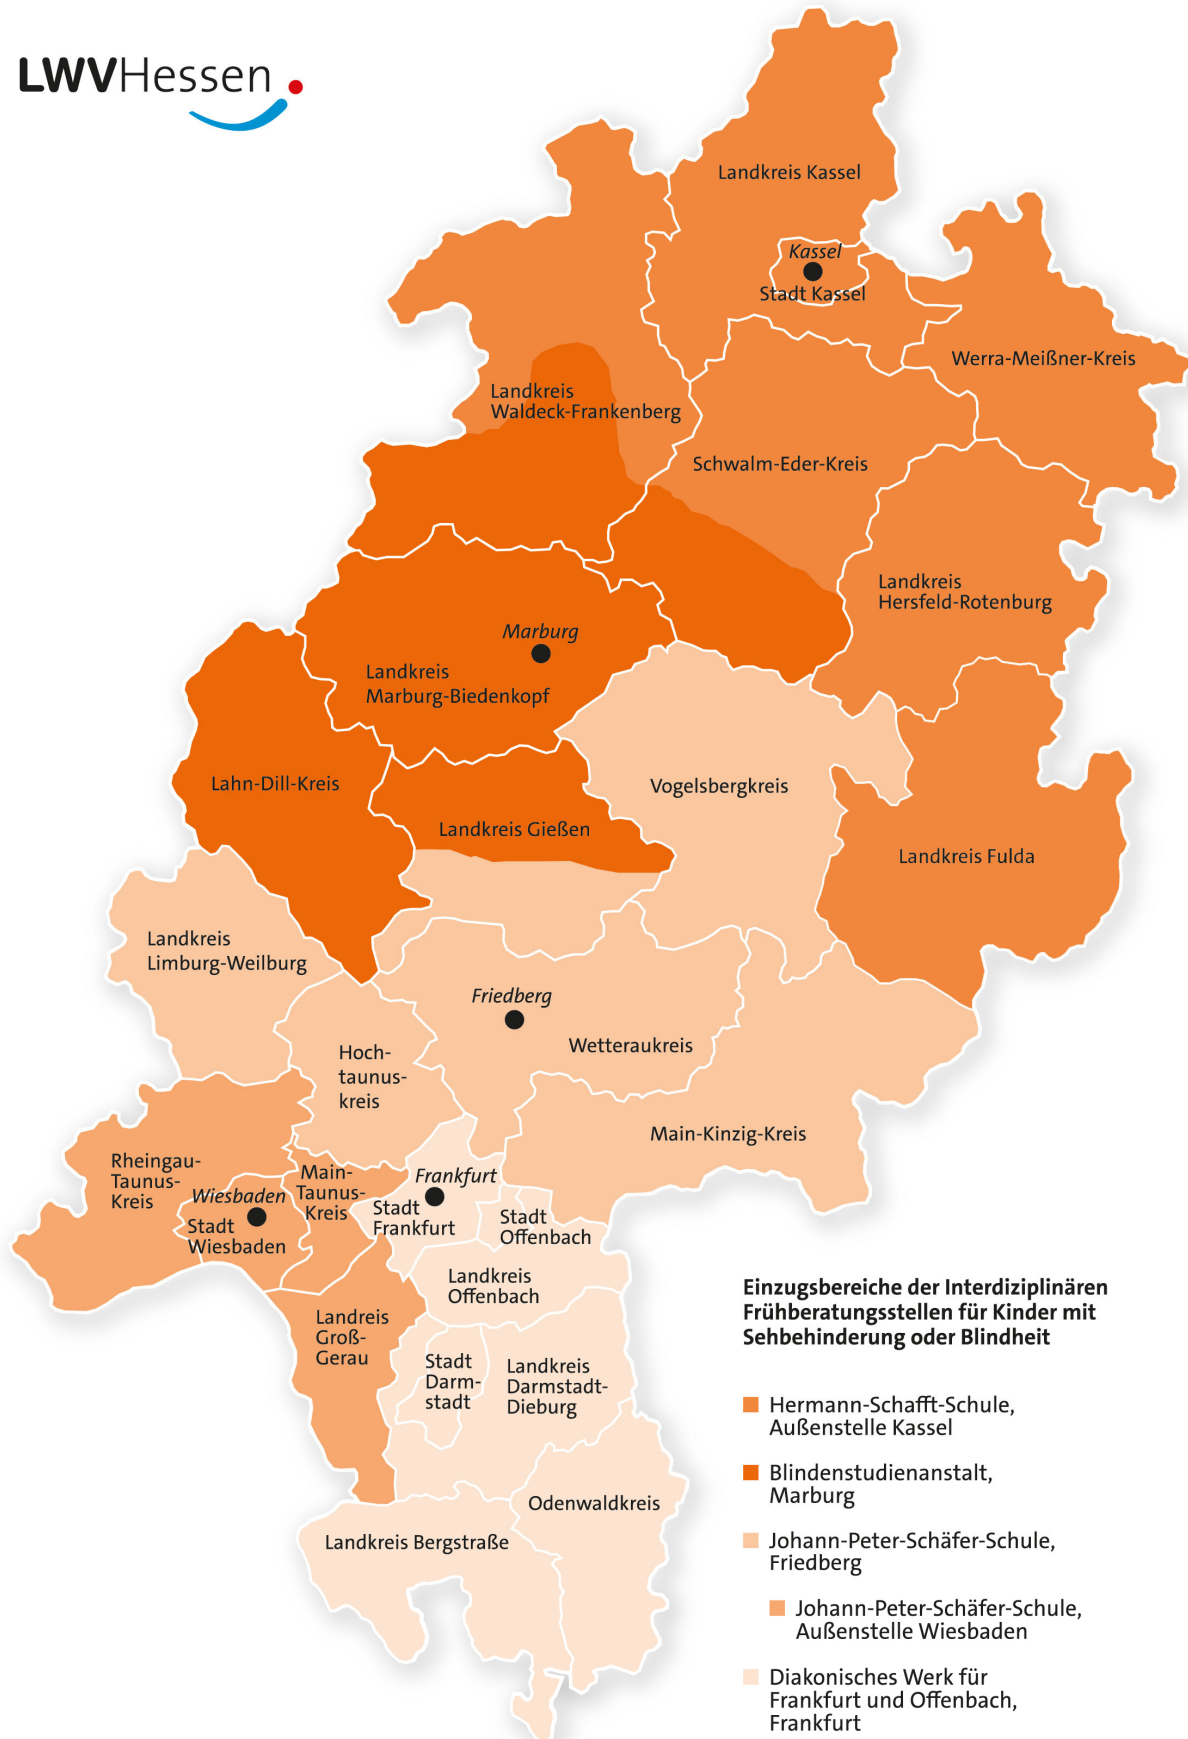 LWVHessen
Landkreis Kassel
Kassel
Stadt Kassel
Werra-Meißner-Kreis
Landkreis
Waldeck-Frankenberg
Schwalm-Eder-Kreis
Landkreis
Hersfeld-Rotenburg
Marburg
Landkreis
Marburg-Biedenkopf
Lahn-Dill-Kreis
Vogelsbergkreis
Landkreis Gießen
Landkreis Fulda
Landkreis
Limburg-Weilburg
Friedberg
Wetteraukreis
Hoch-
taunus-
kreis
Main-Kinzig-Kreis
Rheingau-
Taunus-
Kreis
Wiesbaden
Stadt
Wiesbaden
Main-
Taunus-
Kreis
Frankfurt
Stadt
Frankfurt
Stadt
Offenbach
Landkreis
Offenbach
Landreis
Groß-
Gerau
Stadt
Darm-
stadt
Landkreis
Darmstadt-
Dieburg
Odenwaldkreis
Landkreis Bergstraße
Einzugsbereiche der Interdiziplinären
Frühberatungsstellen für Kinder mit
Sehbehinderung oder Blindheit
Hermann-Schafft-Schule,
Außenstelle Kassel
Blindenstudienanstalt,
Marburg
Johann-Peter-Schäfer-Schule,
Friedberg
Johann-Peter-Schäfer-Schule,
Außenstelle Wiesbaden
Diakonisches Werk für
Frankfurt und Offenbach,
Frankfurt